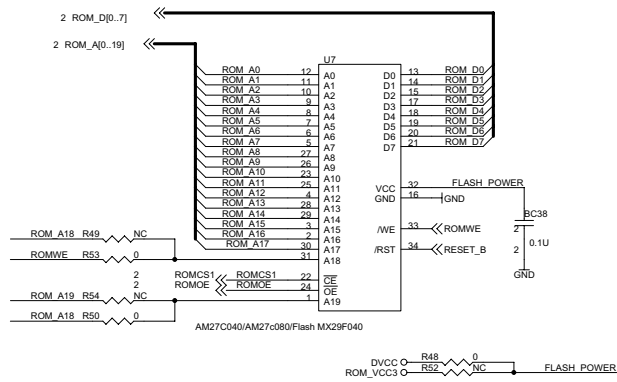 2 ROM_D[0..7]
2 ROM_A[0..19]
U7
ROM_A0 12 A0 D0 13 ROM_D0
ROM_A1 11 A1 D1 14 ROM_D1
ROM_A2 10 A2 D2 15 ROM_D2
ROM_A3 9 A3 D3 17 ROM_D3
ROM_A4 8 A4 D4 18 ROM_D4
ROM_A5 7 A5 D5 19 ROM_D5
ROM_A6 6 A6 D6 20 ROM_D6
ROM_A7 5 A7 D7 21 ROM_D7
ROM_A8 27 A8
ROM_A9 26 A9
ROM_A10 23 A10
ROM_A11 25 A11 VCC 32 FLASH_POWER
ROM_A12 4 A12 GND 16 GND
ROM_A13 28 A13
ROM_A14 29 A14
ROM_A15 3 A15
ROM_A16 2 A16
ROM_A17 30 A17
BC38
2
0.1U
2
GND
/WE 33 ROMWE
/RST 34 RESET_B
ROM_A18 R49 NC
ROMWE R53 0
31 A18
2 ROMCS1 ROMCS1 22 CE
2 ROMOE ROMOE 24 OE
ROM_A19 R54 NC
1 A19
ROM_A18 R50 0
AM27C040/AM27c080/Flash MX29F040
DVCC R48 0
ROM_VCC3 R52 NC FLASH_POWER